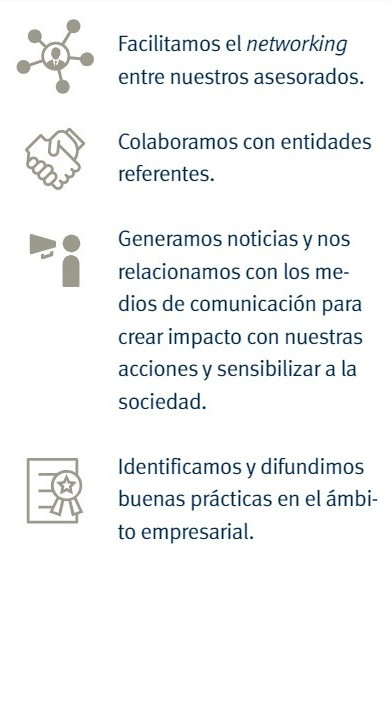 Facilitamos el networking
entre nuestros asesorados.
Colaboramos con entidades
referentes.
Generamos noticias y nos
relacionamos con los me-
dios de comunicación para
crear impacto con nuestras
acciones y sensibilizar a la
sociedad.
Identificamos y difundimos
buenas prácticas en el ámbi-
to empresarial.